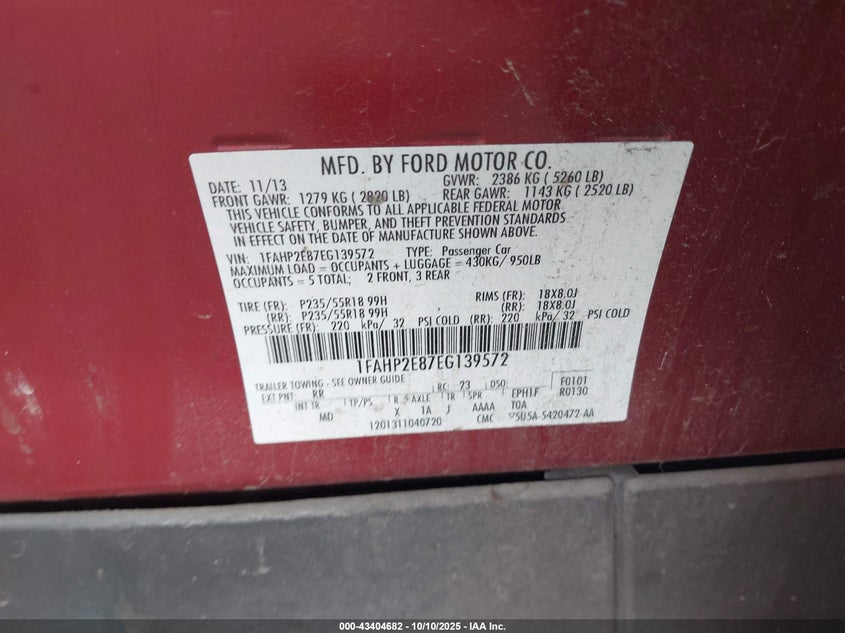 MFD. BY FORD MOTOR CO.
DATE: 11/13 GVWR: 2386 KG ( 5260 LB)
FRONT GAWR: 1279 KG ( 2820 LB) REAR GAWR: 1143 KG ( 2520 LB)
THIS VEHICLE CONFORMS TO ALL APPLICABLE FEDERAL MOTOR
VEHICLE SAFETY, BUMPER, AND THEFT PREVENTION STANDARDS
IN EFFECT ON THE DATE OF MANUFACTURE SHOWN ABOVE.
VIN: 1FAHP2E87EG139572 TYPE: Passenger Car
MAXIMUM LOAD = OCCUPANTS + LUGGAGE = 430KG/ 950LB
OCCUPANTS = 5 TOTAL; 2 FRONT, 3 REAR
TIRE (FR): P235/55R18 99H RIMS (FR): 18X8.0J
(RR): P235/55R18 99H (RR): 18X8.0J
PRESSURE (FR): 220 kPa/ 32 PSI COLD (RR): 220 kPa/ 32 PSI COLD
1FAHP2E87EG139572
TRAILER TOWING - SEE OWNER GUIDE
EXT PNT: RR RC: 23 DSO: F0101
INT TR TP/PS R AXLE TR SPR EPH1F R0130
MD X 1A J AAAA TOA
1201311040720 CMC 5U5A-5420472-AA
000-43404682 - 10/10/2025 - IAA Inc.